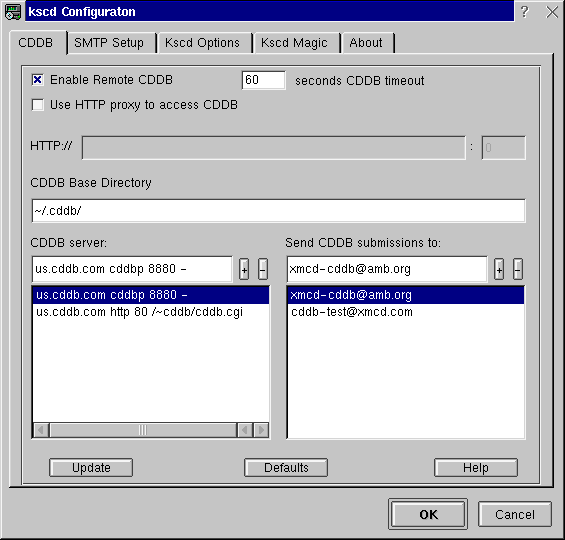 kscd Configuraton ?
CDDB SMTP Setup Kscd Options Kscd Magic About
Enable Remote CDDB 60 seconds CDDB timeout
Use HTTP proxy to access CDDB
HTTP:// : 0
CDDB Base Directory
~/.cddb/
CDDB server: Send CDDB submissions to:
us.cddb.com cddbp 8880 - + - xmcd-cddb@amb.org + -
us.cddb.com cddbp 8880 - xmcd-cddb@amb.org
us.cddb.com http 80 /~cddb/cddb.cgi cddb-test@xmcd.com
Update Defaults Help
OK Cancel